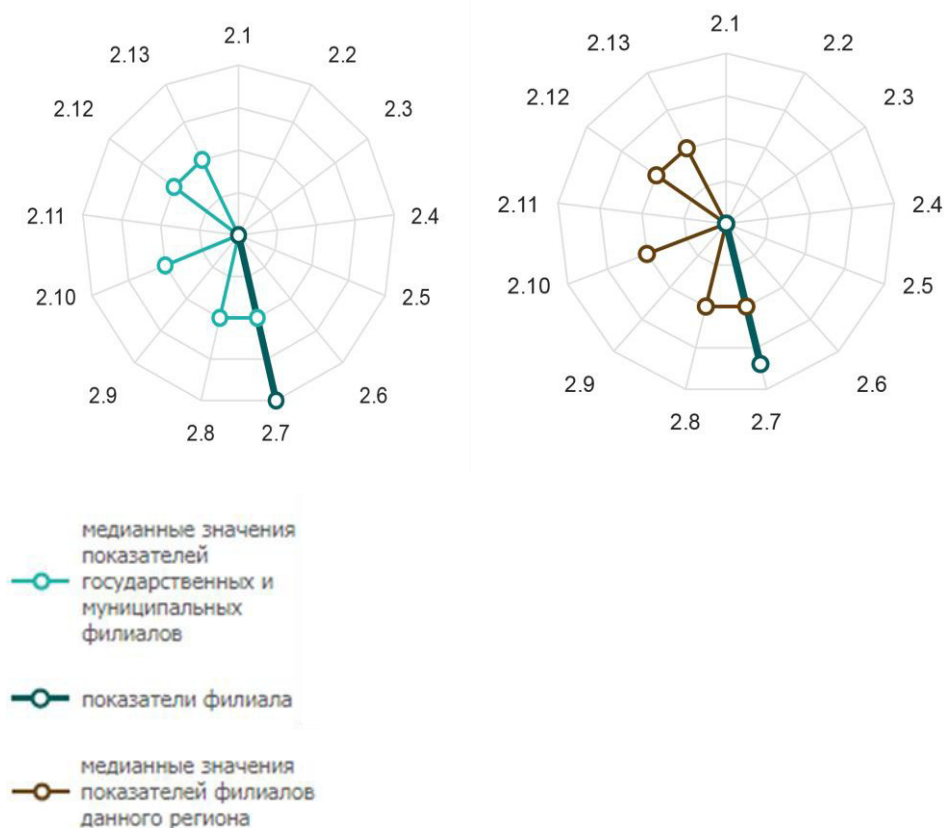 2.1
2.2
2.3
2.4
2.5
2.6
2.7
2.8
2.9
2.10
2.11
2.12
2.13
2.1
2.2
2.3
2.4
2.5
2.6
2.7
2.8
2.9
2.10
2.11
2.12
2.13
медианные значения
показателей
государственных и
муниципальных
филиалов
показатели филиала
медианные значения
показателей филиалов
данного региона